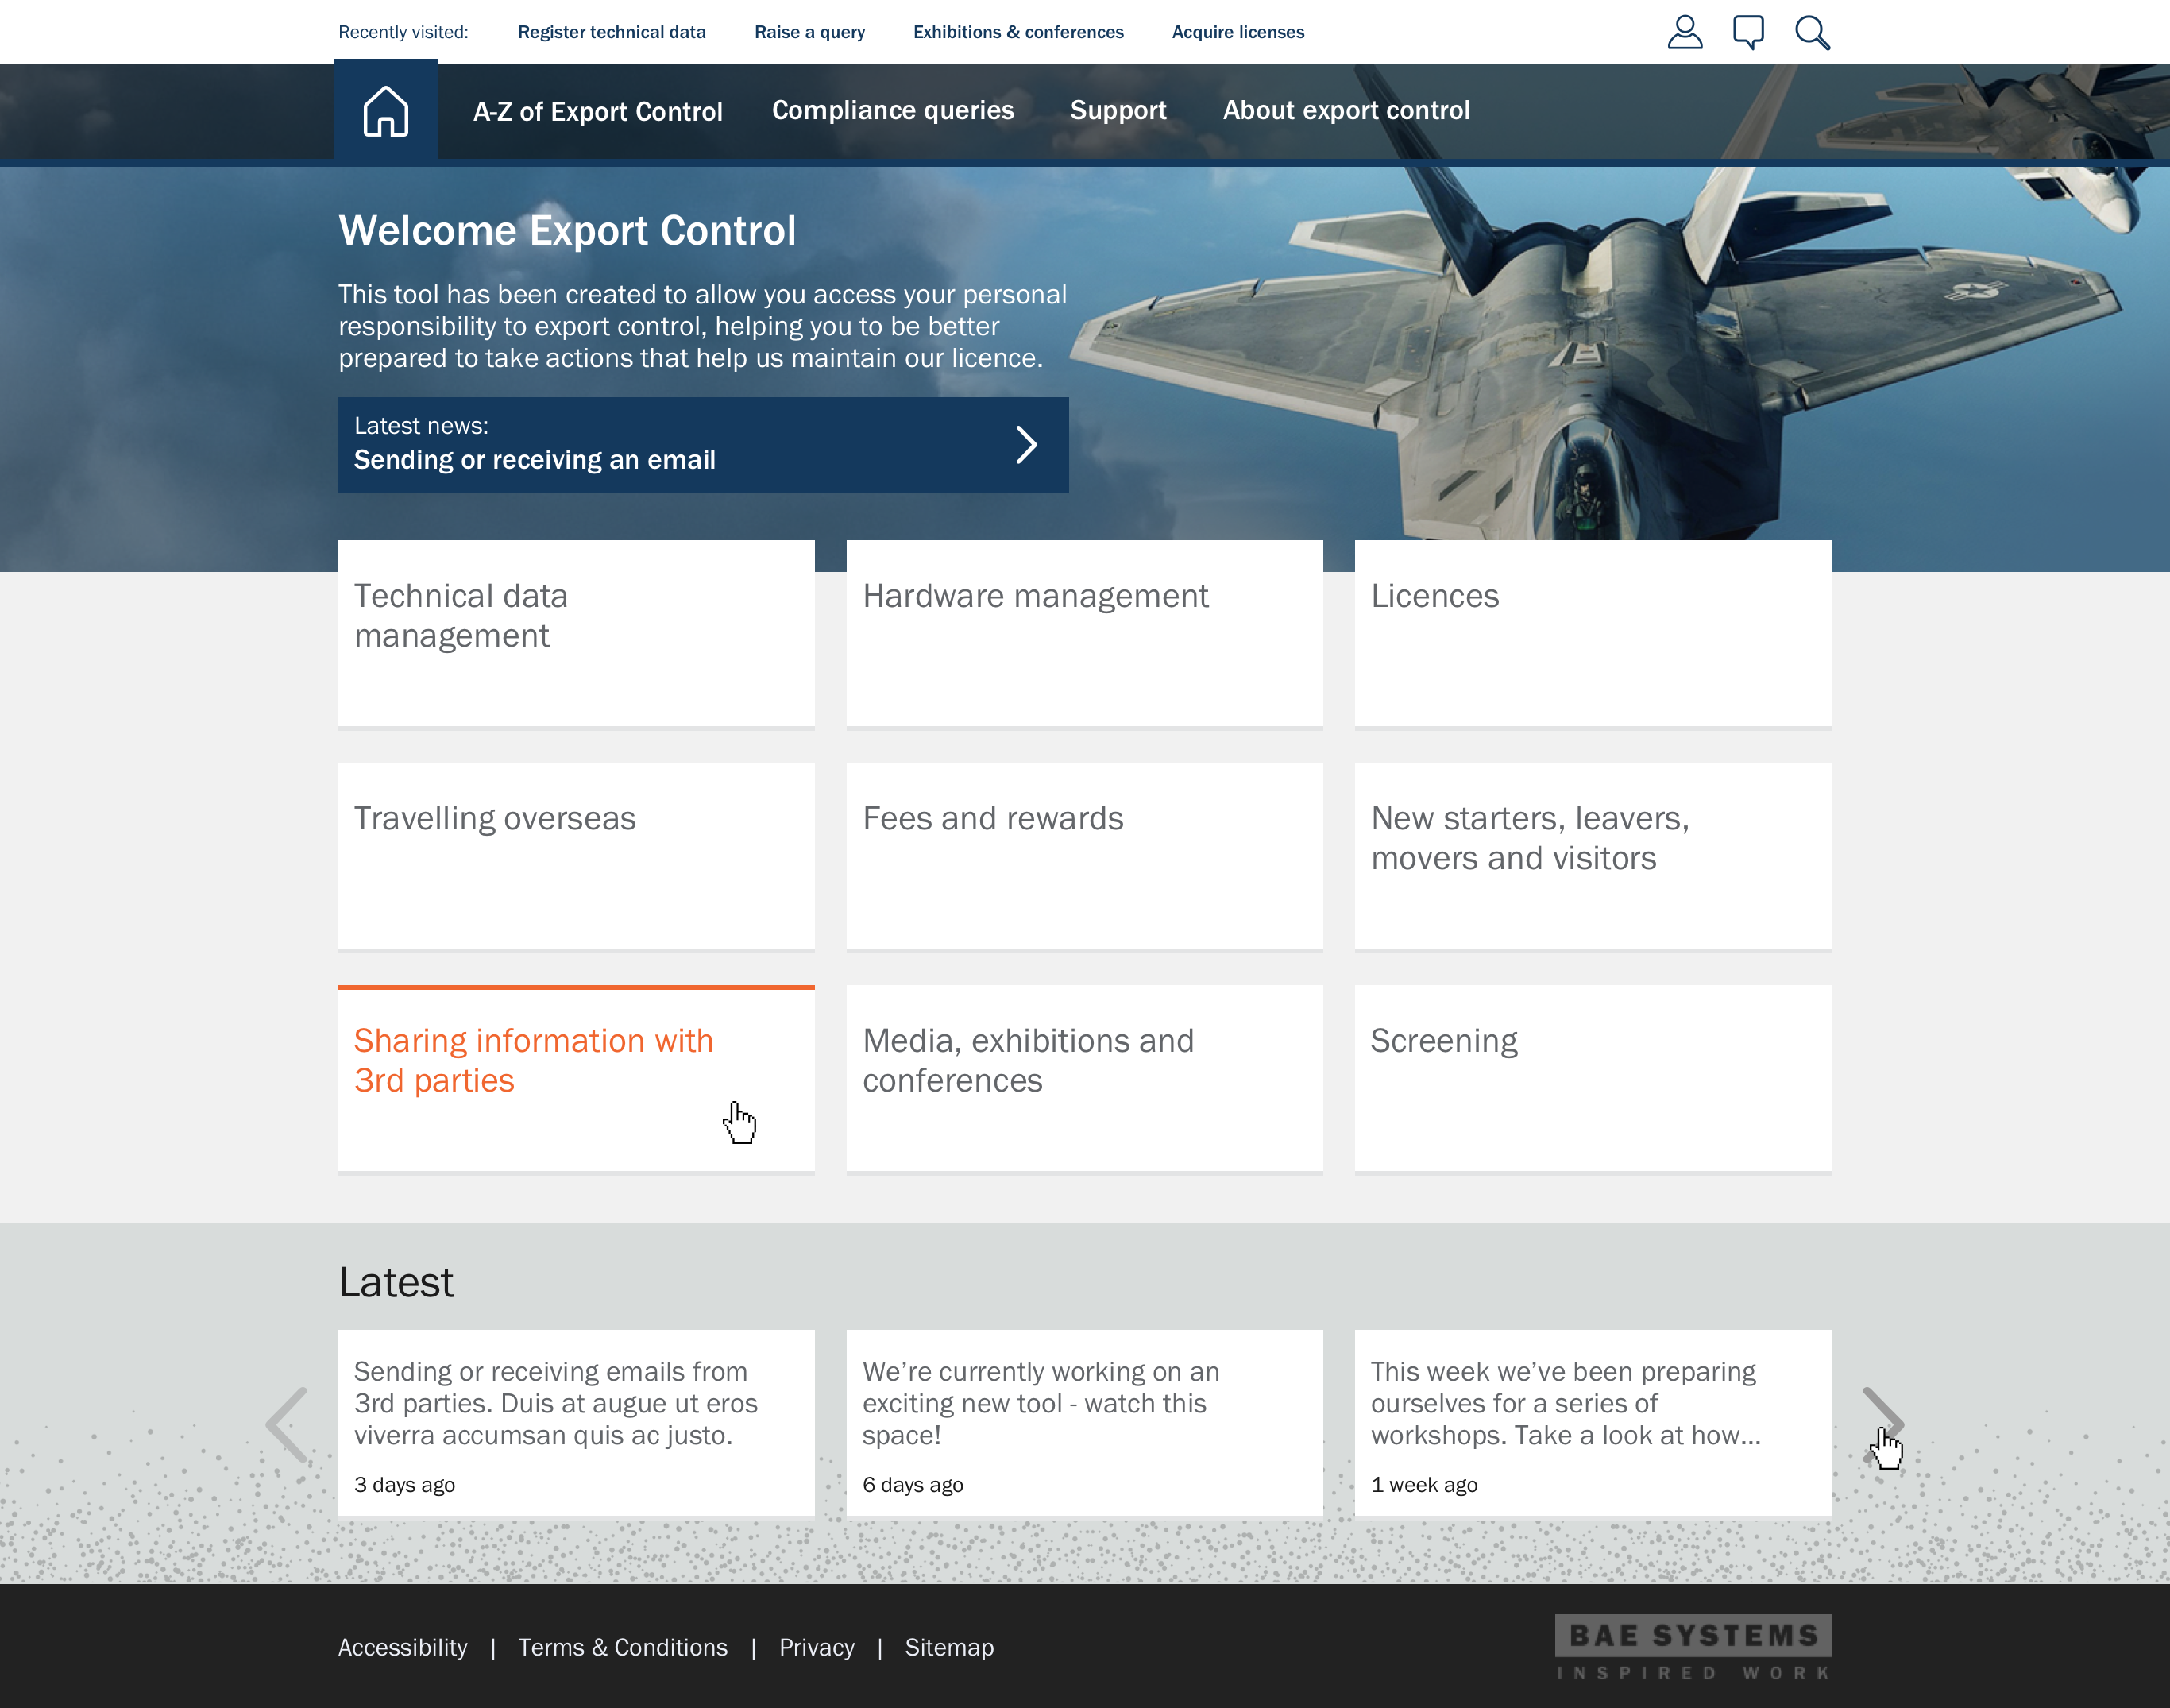 Recently visited: Register technical data Raise a query Exhibitions & conferences Acquire licenses
A-Z of Export Control Compliance queries Support About export control
Welcome Export Control
This tool has been created to allow you access your personal
responsibility to export control, helping you to be better
prepared to take actions that help us maintain our licence.
Latest news:
Sending or receiving an email
Technical data
management
Hardware management
Licences
Travelling overseas
Fees and rewards
New starters, leavers,
movers and visitors
Sharing information with
3rd parties
Media, exhibitions and
conferences
Screening
Latest
Sending or receiving emails from
3rd parties. Duis at augue ut eros
viverra accumsan quis ac justo.
3 days ago
We’re currently working on an
exciting new tool - watch this
space!
6 days ago
This week we’ve been preparing
ourselves for a series of
workshops. Take a look at how...
1 week ago
Accessibility | Terms & Conditions | Privacy | Sitemap
BAE SYSTEMS
INSPIRED WORK